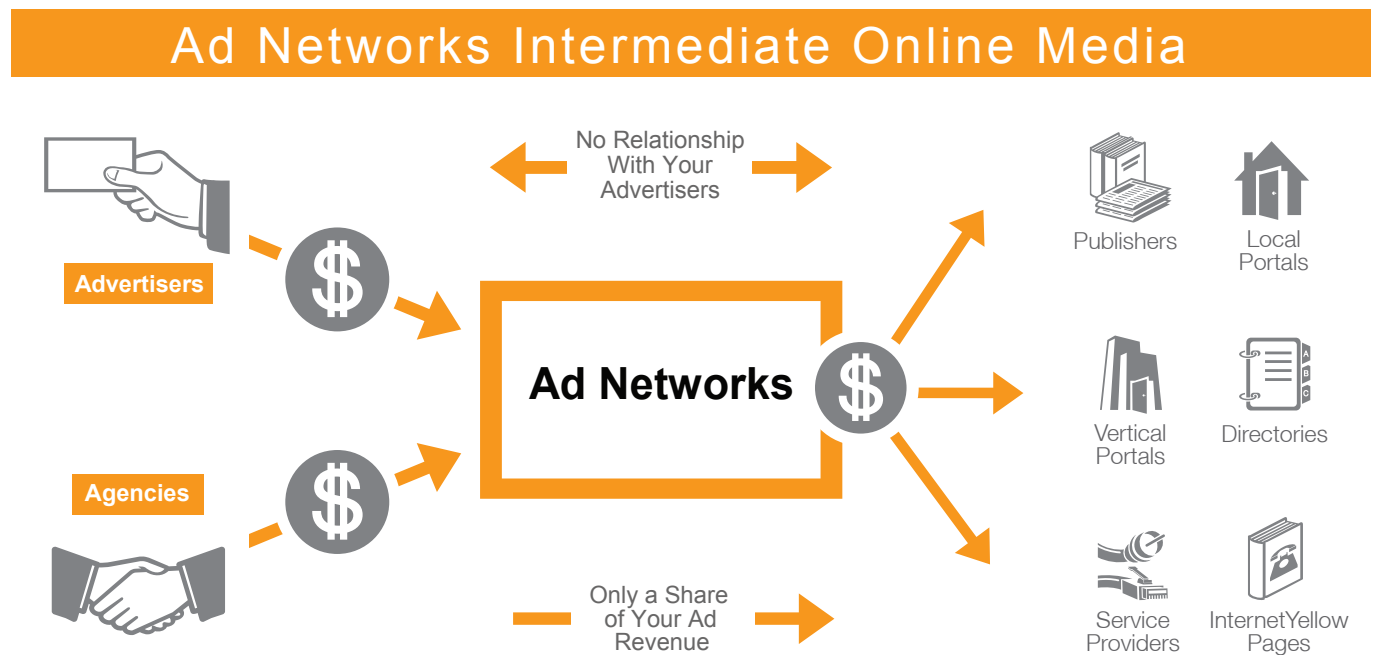 Ad Networks Intermediate Online Media
No Relationship
With Your
Advertisers
Advertisers
$
Publishers
Local
Portals
Ad Networks
$
Vertical
Portals
Directories
A
B
C
Agencies
$
Only a Share
of Your Ad
Revenue
Service
Providers
InternetYellow
Pages